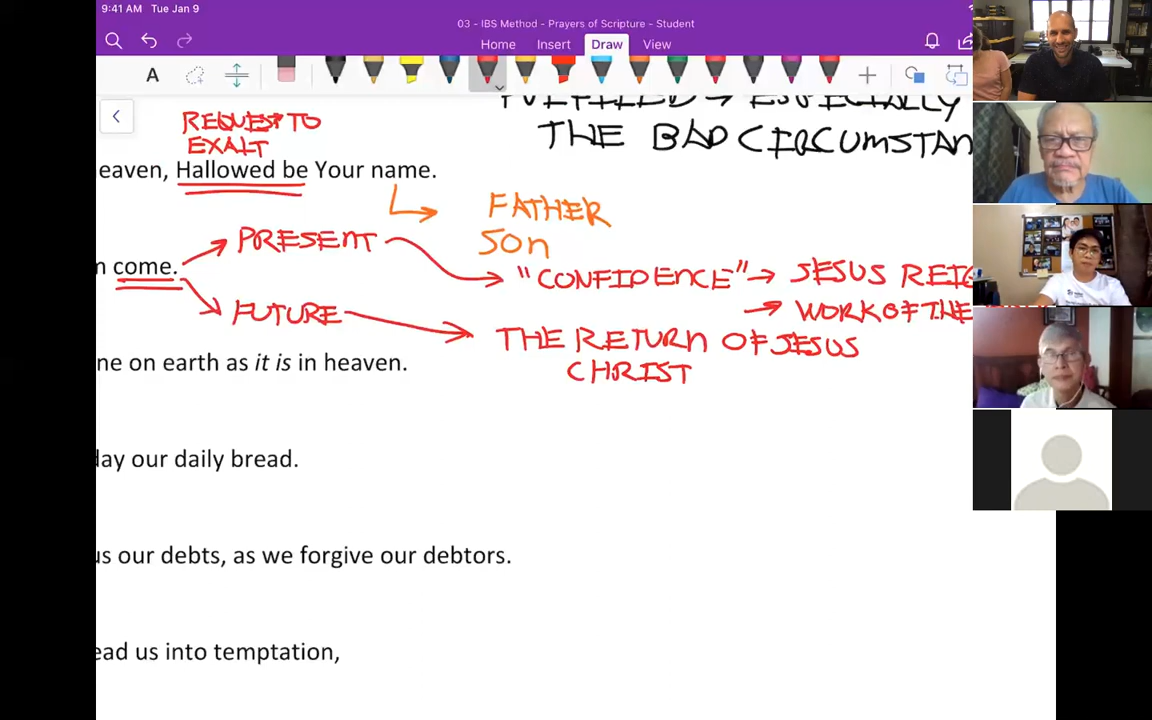 9:41 AM Tue Jan 9
03 - IBS Method - Prayers of Scripture - Student
Home Insert Draw View
A
FULFILLED → ESPECIALLY
THE BAD CIRCUMSTAN
REQUEST TO
EXALT
eaven, Hallowed be Your name.
FATHER
SON
PRESENT
n come.
"CONFIDENCE" → JESUS REIG
→ WORK OF THE
FUTURE
THE RETURN OF JESUS
CHRIST
ne on earth as it is in heaven.
day our daily bread.
us our debts, as we forgive our debtors.
ead us into temptation,